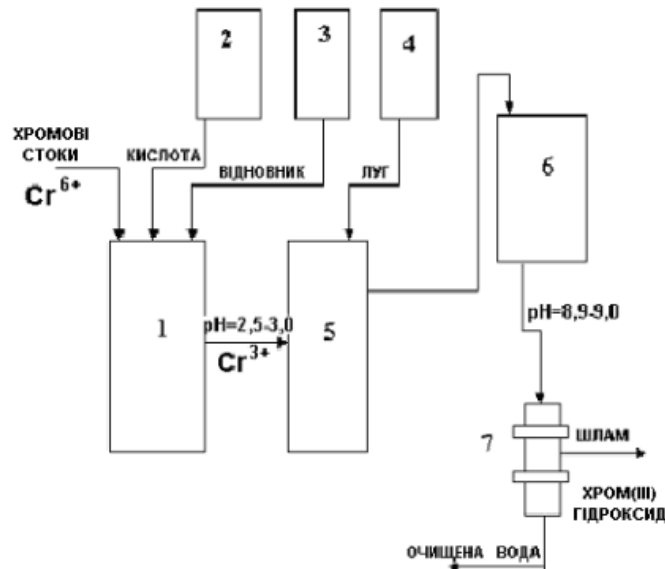 2
3
4
ХРОМОВІ
СТОКИ
КИСЛОТА
ВІДНОВНИК
ЛУГ
Cr⁶⁺
6
1
pH=2,5-3,0
Cr³⁺
5
pH=8,9-9,0
7
ШЛАМ
ХРОМ(ІІІ)
ГІДРОКСИД
ОЧИЩЕНА ВОДА